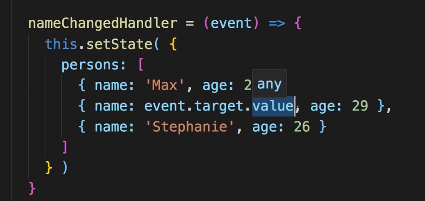 nameChangedHandler = (event) => {
this.setState( {
persons: [
{ name: 'Max', age: 2
any
{ name: event.target.value, age: 29 },
{ name: 'Stephanie', age: 26 }
]
} )
}